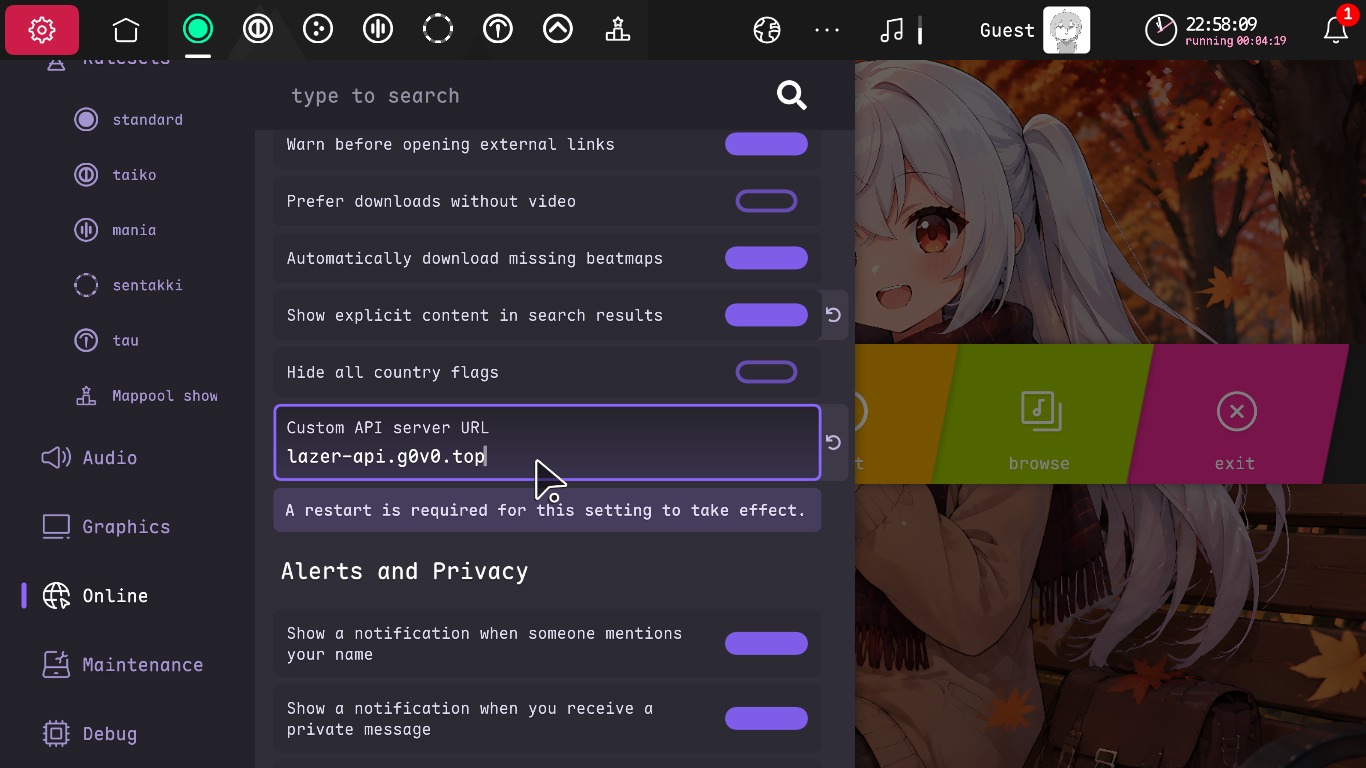 Guest
22:58:09
running 00:04:19
1
Rulesets
standard
taiko
mania
sentakki
tau
Mappool show
Audio
Graphics
Online
Maintenance
Debug
type to search
Warn before opening external links
Prefer downloads without video
Automatically download missing beatmaps
Show explicit content in search results
Hide all country flags
Custom API server URL
lazer-api.g0v0.top
A restart is required for this setting to take effect.
Alerts and Privacy
Show a notification when someone mentions
your name
Show a notification when you receive a
private message
t
browse
exit